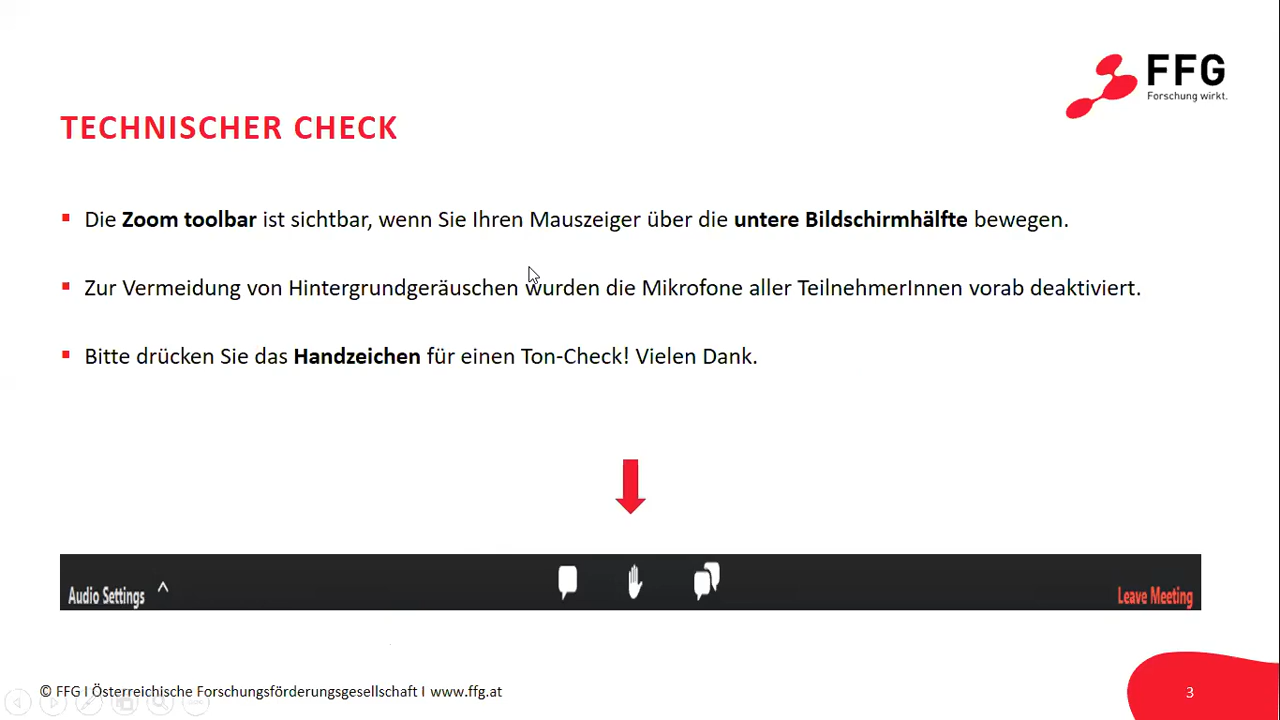 FFG
Forschung wirkt.
TECHNISCHER CHECK
Die Zoom toolbar ist sichtbar, wenn Sie Ihren Mauszeiger über die untere Bildschirmhälfte bewegen.
Zur Vermeidung von Hintergrundgeräuschen wurden die Mikrofone aller TeilnehmerInnen vorab deaktiviert.
Bitte drücken Sie das Handzeichen für einen Ton-Check! Vielen Dank.
Audio Settings
Leave Meeting
© FFG I Österreichische Forschungsförderungsgesellschaft I www.ffg.at
3